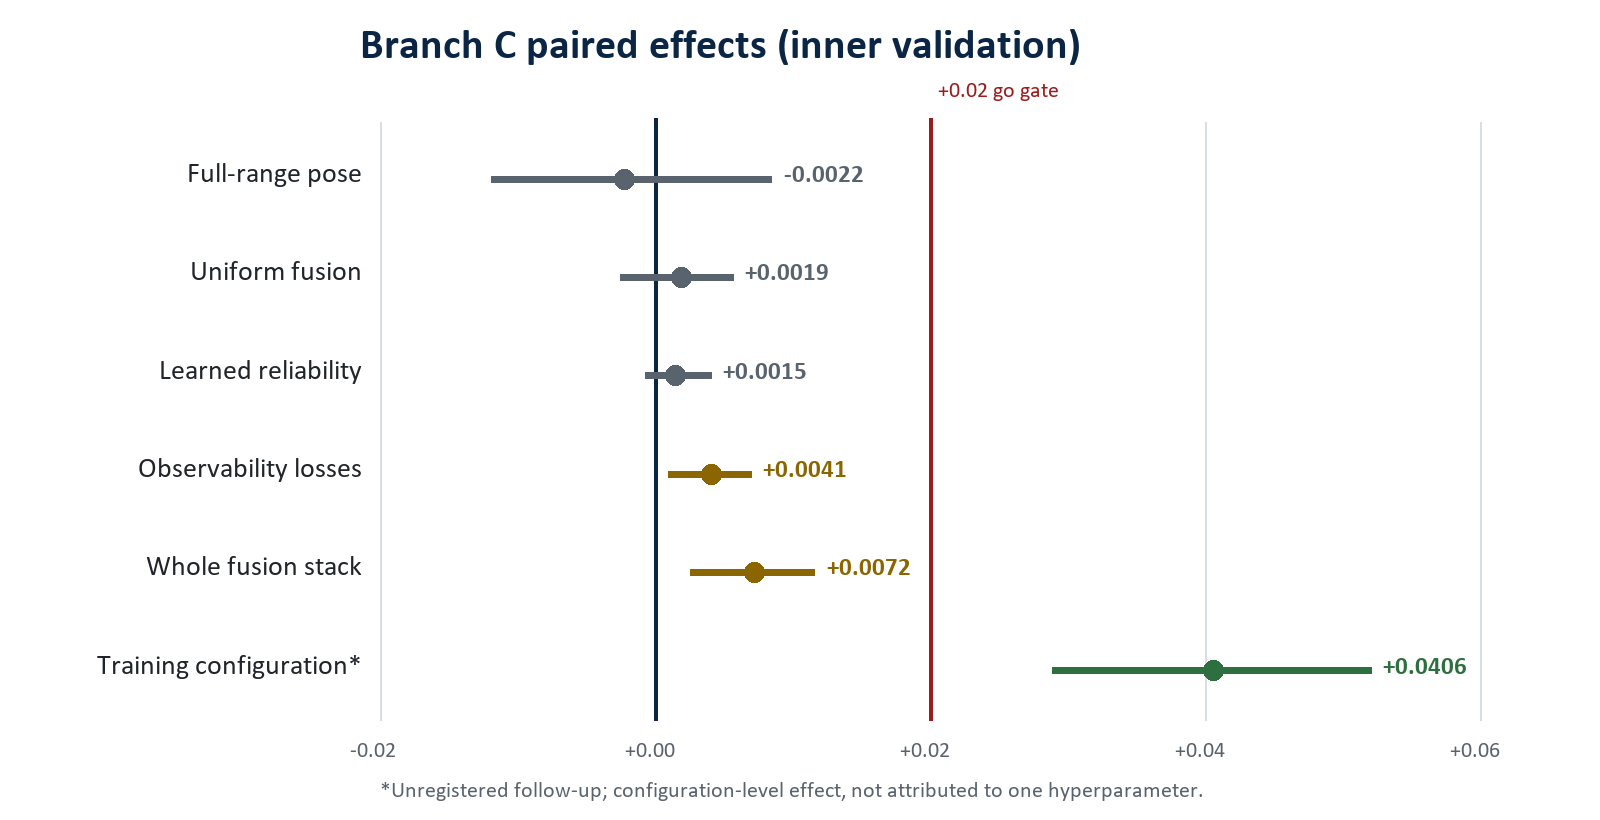 Branch C paired effects (inner validation)
+0.02 go gate
Full-range pose
-0.0022
Uniform fusion
+0.0019
Learned reliability
+0.0015
Observability losses
+0.0041
Whole fusion stack
+0.0072
Training configuration*
+0.0406
-0.02
+0.00
+0.02
+0.04
+0.06
*Unregistered follow-up; configuration-level effect, not attributed to one hyperparameter.